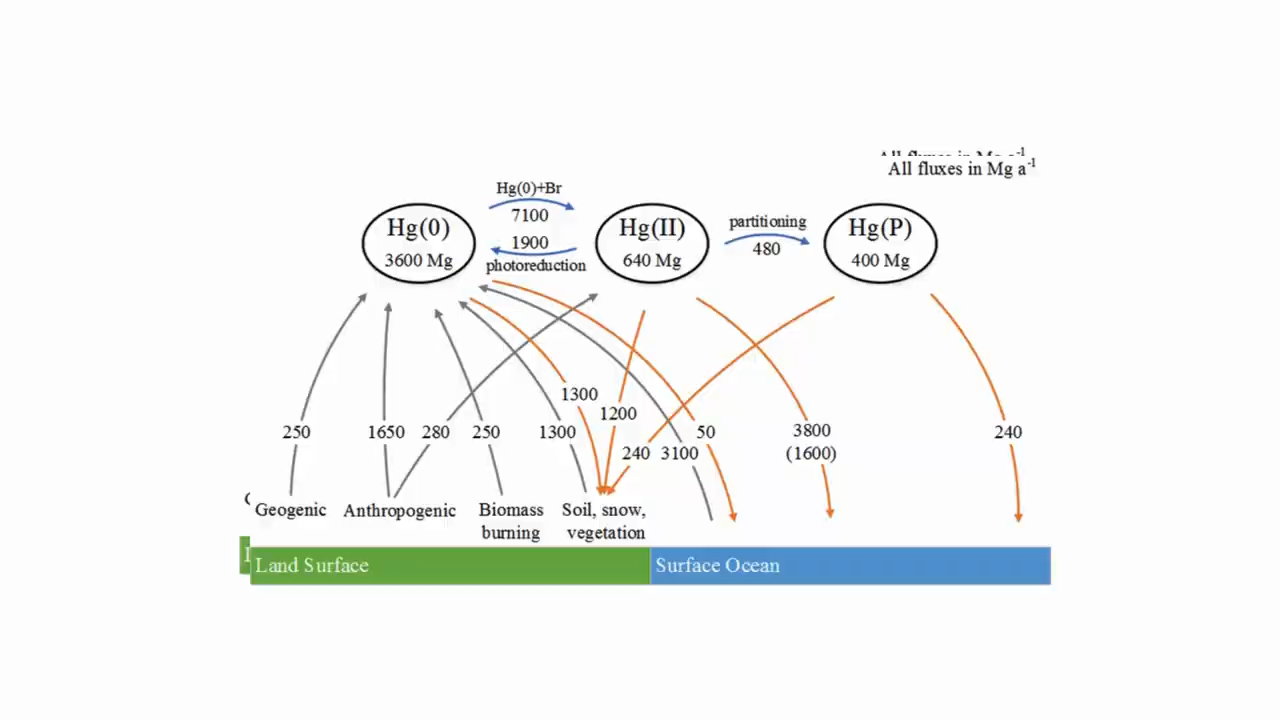 All fluxes in Mg a-1
Hg(0)+Br
7100
1900
photoreduction
Hg(0)
3600 Mg
Hg(II)
640 Mg
partitioning
480
Hg(P)
400 Mg
1300
1200
250
1650
280
250
1300
240
3100
50
3800
(1600)
240
Geogenic
Anthropogenic
Biomass
burning
Soil, snow,
vegetation
Land Surface
Surface Ocean